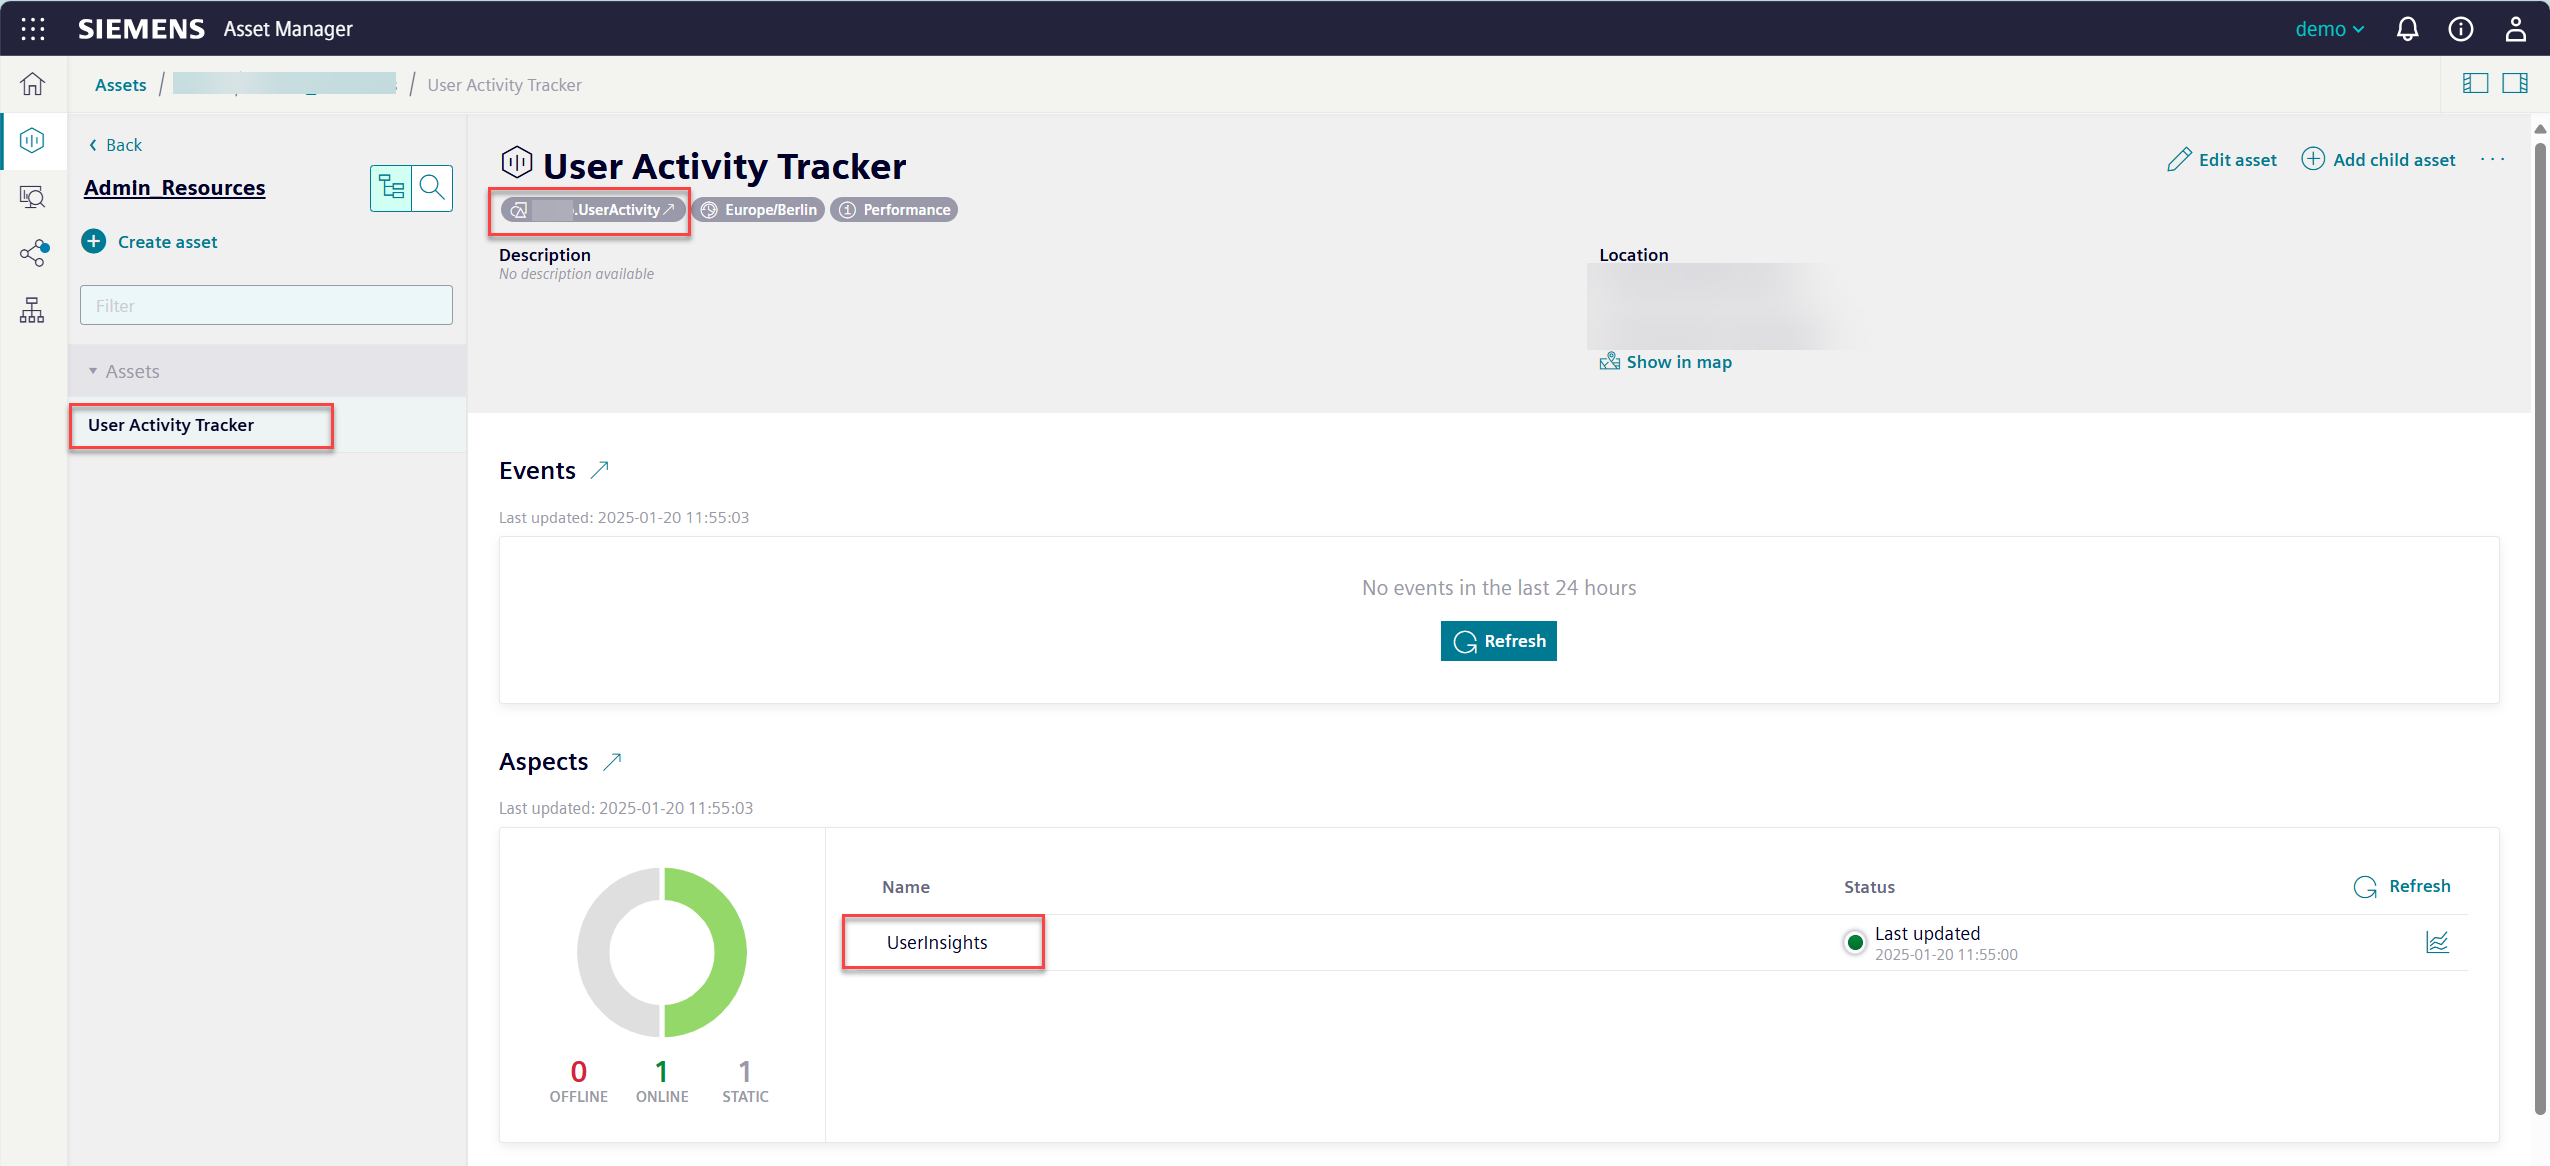 SIEMENS Asset Manager
demo
Assets / / User Activity Tracker
Back
Admin_Resources
Create asset
Filter
Assets
User Activity Tracker
User Activity Tracker
Edit asset
Add child asset
.UserActivity
Europe/Berlin
Performance
Description
No description available
Location
Show in map
Events
Last updated: 2025-01-20 11:55:03
No events in the last 24 hours
Refresh
Aspects
Last updated: 2025-01-20 11:55:03
0 1 1
OFFLINE ONLINE STATIC
Name Status Refresh
UserInsights
Last updated
2025-01-20 11:55:00